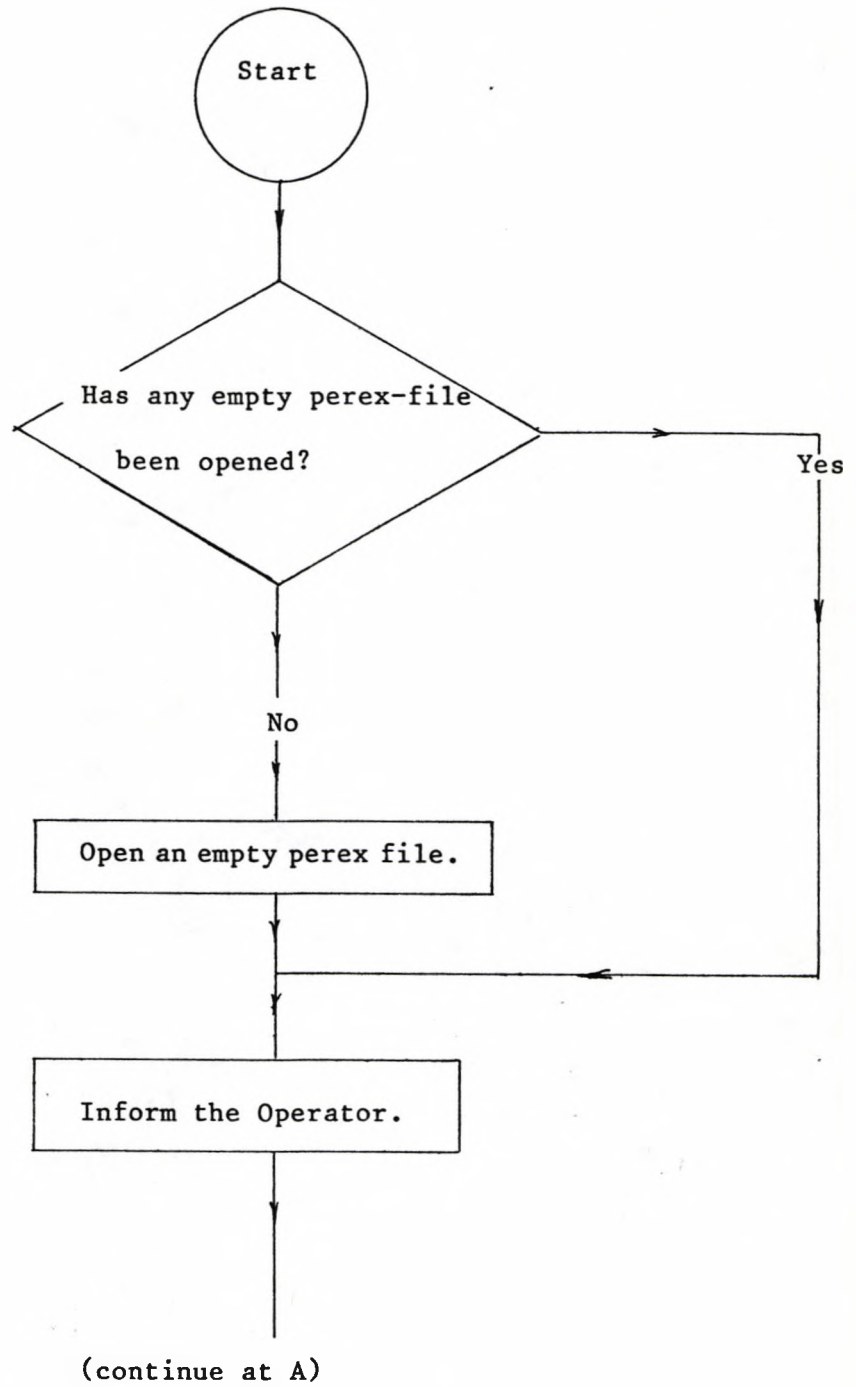 Start
Has any empty perex-file
been opened?
Yes
No
Open an empty perex file.
Inform the Operator.
(continue at A)